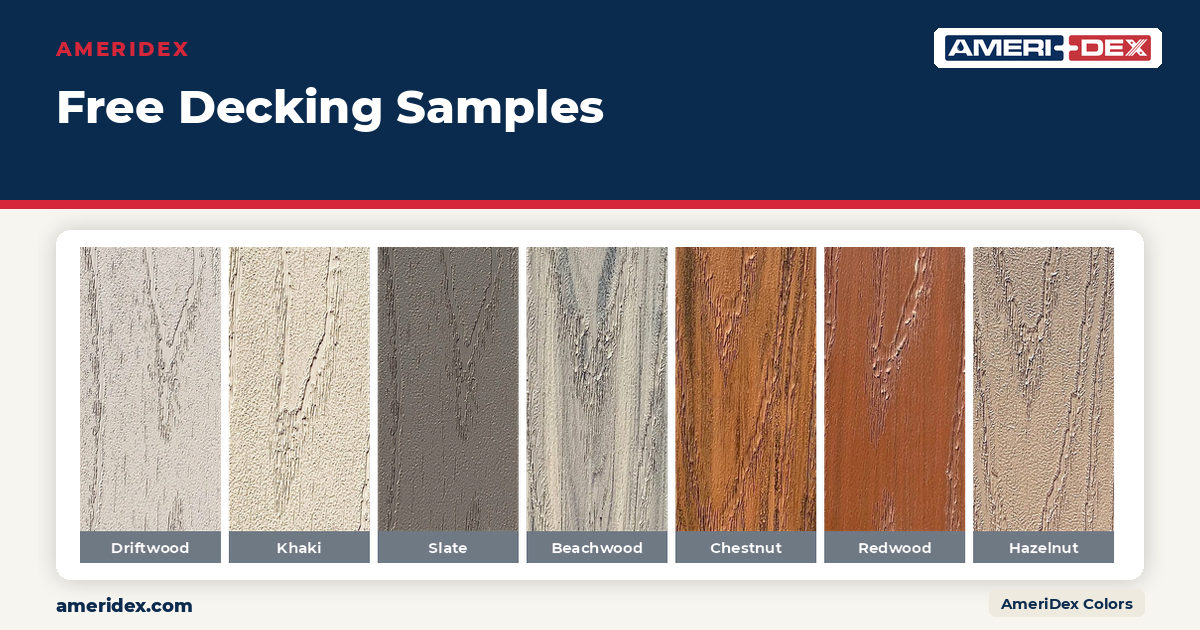 AMERIDEX
AMERI-DEX
Free Decking Samples
Driftwood
Khaki
Slate
Beachwood
Chestnut
Redwood
Hazelnut
ameridex.com
AmeriDex Colors